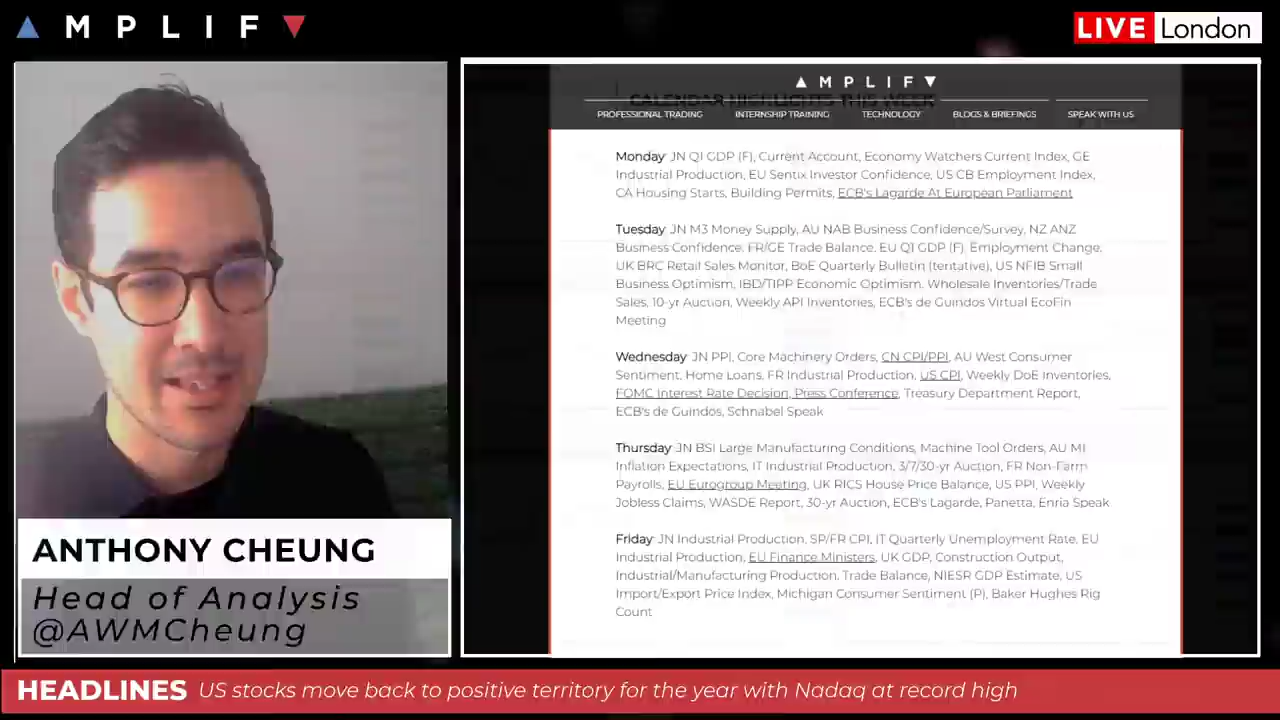 AMPLIFY
LIVE London
AMPLIFY
CALENDAR HIGHLIGHTS THIS WEEK
PROFESSIONAL TRADING INTERNSHIP TRAINING TECHNOLOGY BLOGS & BRIEFINGS SPEAK WITH US
Monday: JN Q1 GDP (F), Current Account, Economy Watchers Current Index, GE
Industrial Production, EU Sentix Investor Confidence, US CB Employment Index,
CA Housing Starts, Building Permits, ECB's Lagarde At European Parliament
Tuesday: JN M3 Money Supply, AU NAB Business Confidence/Survey, NZ ANZ
Business Confidence, FR/GE Trade Balance, EU Q1 GDP (F), Employment Change,
UK BRC Retail Sales Monitor, BoE Quarterly Bulletin (tentative), US NFIB Small
Business Optimism, IBD/TIPP Economic Optimism, Wholesale Inventories/Trade
Sales, 10-yr Auction, Weekly API Inventories, ECB's de Guindos Virtual EcoFin
Meeting
Wednesday: JN PPI, Core Machinery Orders, CN CPI/PPI, AU West Consumer
Sentiment, Home Loans, FR Industrial Production, US CPI, Weekly DoE Inventories,
FOMC Interest Rate Decision, Press Conference, Treasury Department Report,
ECB's de Guindos, Schnabel Speak
Thursday: JN BSI Large Manufacturing Conditions, Machine Tool Orders, AU MI
Inflation Expectations, IT Industrial Production, 3/7/30-yr Auction, FR Non-Farm
Payrolls, EU Eurogroup Meeting, UK RICS House Price Balance, US PPI, Weekly
Jobless Claims, WASDE Report, 30-yr Auction, ECB's Lagarde, Panetta, Enria Speak
Friday: JN Industrial Production, SP/FR CPI, IT Quarterly Unemployment Rate, EU
Industrial Production, EU Finance Ministers, UK GDP, Construction Output,
Industrial/Manufacturing Production, Trade Balance, NIESR GDP Estimate, US
Import/Export Price Index, Michigan Consumer Sentiment (P), Baker Hughes Rig
Count
ANTHONY CHEUNG
Head of Analysis
@AWMCheung
HEADLINES US stocks move back to positive territory for the year with Nadaq at record high